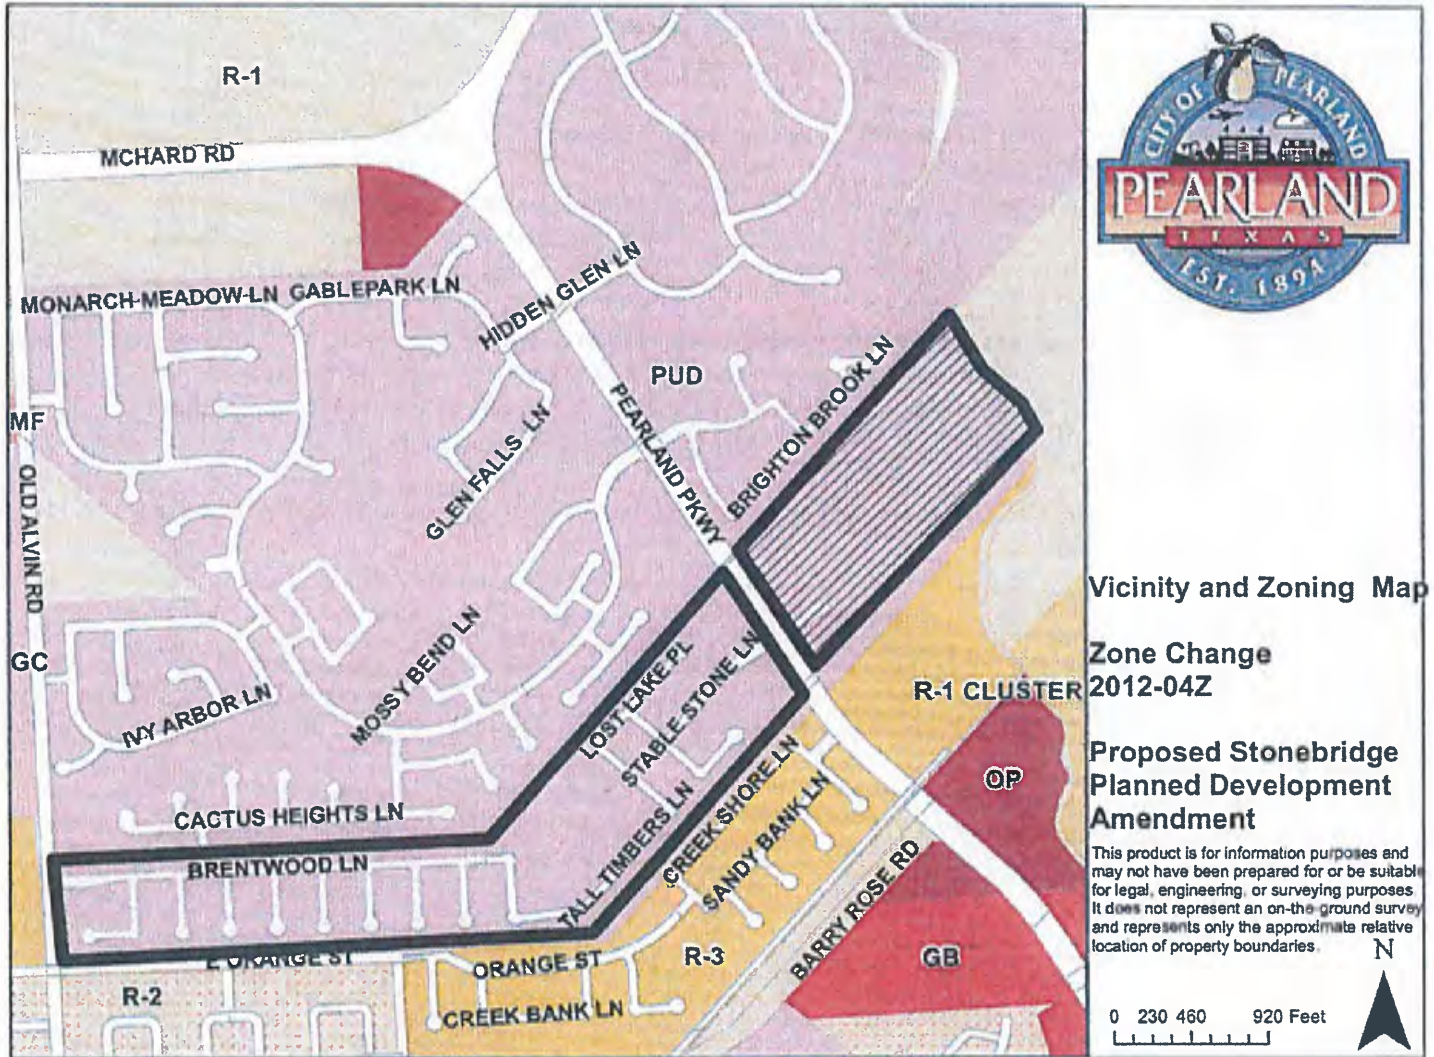 R-1
MCHARD RD
MONARCH MEADOW LN GABLEPARK LN
HIDDEN GLEN LN
PUD
BRIGHTON BROOK LN
PEARLAND PKWY
MF
GLEN FALLS LN
OLD ALVIN RD
GC
MOSSY BEND LN
IVY ARBOR LN
LOST LAKE PL
STABLE STONE LN
R-1 CLUSTER
OP
CACTUS HEIGHTS LN
BRENTWOOD LN
TALL TIMBERS LN
CREEK SHORE LN
SANDY BANK LN
BARRY ROSE RD
E ORANGE ST
ORANGE ST
R-3
GB
R-2
CREEK BANK LN
CITY OF PEARLAND
PEARLAND
TEXAS
EST. 1894
Vicinity and Zoning Map
Zone Change
2012-04Z
Proposed Stonebridge
Planned Development
Amendment
This product is for information purposes and
may not have been prepared for or be suitable
for legal, engineering, or surveying purposes
It does not represent an on-the-ground survey
and represents only the approximate relative
location of property boundaries.
N
0 230 460 920 Feet